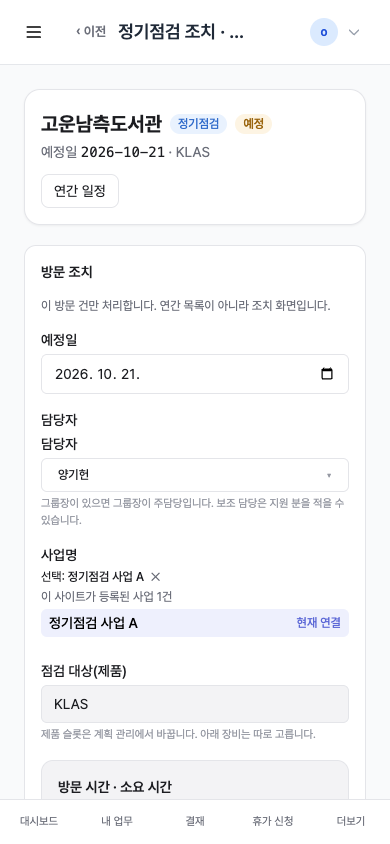 ‹ 이전 정기점검 조치 · ... o
고운남측도서관 정기점검 예정
예정일 2026-10-21 · KLAS
연간 일정
방문 조치
이 방문 건만 처리합니다. 연간 목록이 아니라 조치 화면입니다.
예정일
2026. 10. 21.
담당자
담당자
양기헌
그룹장이 있으면 그룹장이 주담당입니다. 보조 담당은 지원 분을 적을 수
있습니다.
사업명
선택: 정기점검 사업 A ×
이 사이트가 등록된 사업 1건
정기점검 사업 A 현재 연결
점검 대상(제품)
KLAS
제품 슬롯은 계획 관리에서 바꿉니다. 아래 장비는 따로 고릅니다.
방문 시간 · 소요 시간
대시보드 내 업무 결재 휴가 신청 더보기